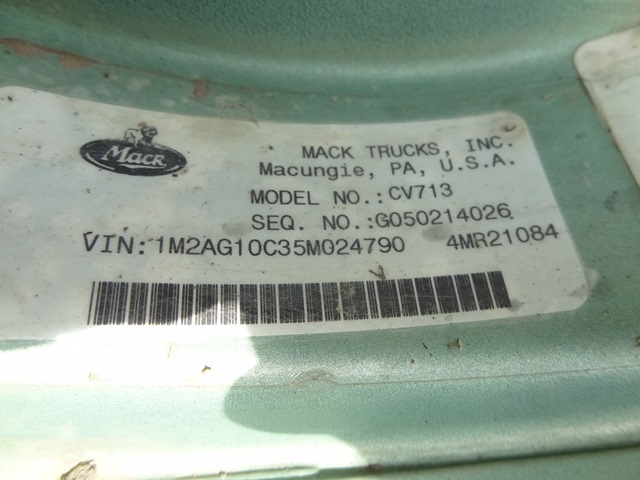 Mack
MACK TRUCKS, INC.
Macungie, PA, U.S.A.
MODEL NO.:CV713
SEQ. NO.:G050214026
VIN:1M2AG10C35M024790 4MR21084